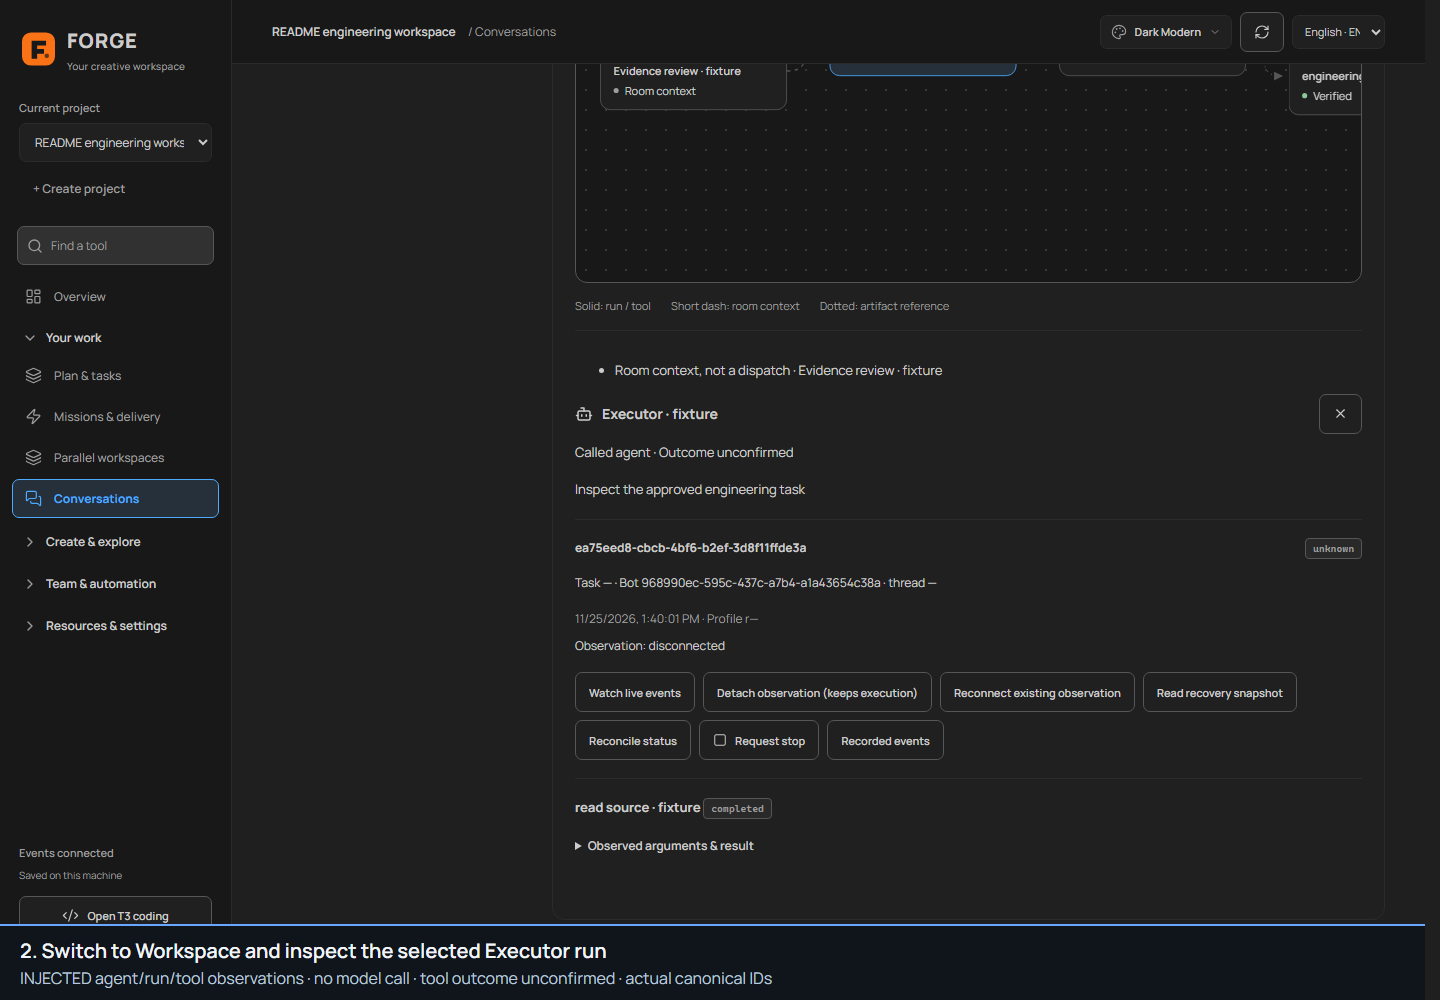 FORGE
Your creative workspace
Current project
README engineering works
+ Create project
Find a tool
Overview
Your work
Plan & tasks
Missions & delivery
Parallel workspaces
Conversations
Create & explore
Team & automation
Resources & settings
Events connected
Saved on this machine
Open T3 coding
README engineering workspace / Conversations
Dark Modern
English · EN
Evidence review · fixture
Room context
engineering
Verified
Solid: run / tool Short dash: room context Dotted: artifact reference
Room context, not a dispatch · Evidence review · fixture
Executor · fixture
Called agent · Outcome unconfirmed
Inspect the approved engineering task
ea75eed8-cbcb-4bf6-b2ef-3d8f11ffde3a
unknown
Task — · Bot 968990ec-595c-437c-a7b4-a1a43654c38a · thread —
11/25/2026, 1:40:01 PM · Profile r—
Observation: disconnected
Watch live events
Detach observation (keeps execution)
Reconnect existing observation
Read recovery snapshot
Reconcile status
Request stop
Recorded events
read source · fixture completed
Observed arguments & result
2. Switch to Workspace and inspect the selected Executor run
INJECTED agent/run/tool observations · no model call · tool outcome unconfirmed · actual canonical IDs